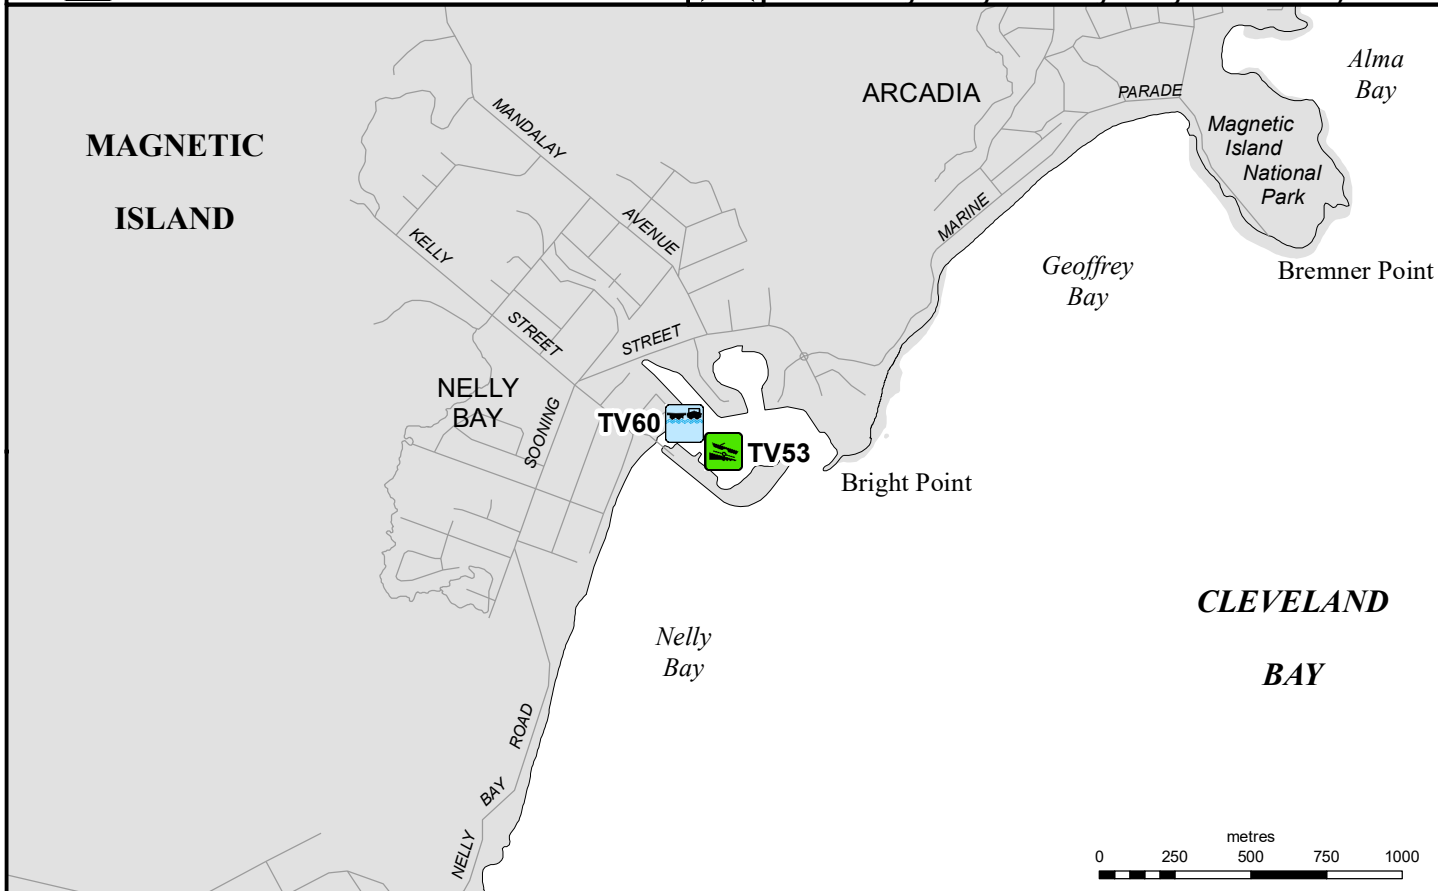 Alma
Bay
ARCADIA
PARADE
MANDALAY
Magnetic
Island
National
Park
MAGNETIC
ISLAND
AVENUE
MARINE
KELLY
Geoffrey
Bay
Bremner Point
STREET
STREET
NELLY
BAY
SOONING
TV60
TV53
Bright Point
CLEVELAND
BAY
Nelly
Bay
ROAD
BAY
NELLY
metres
0 250 500 750 1000